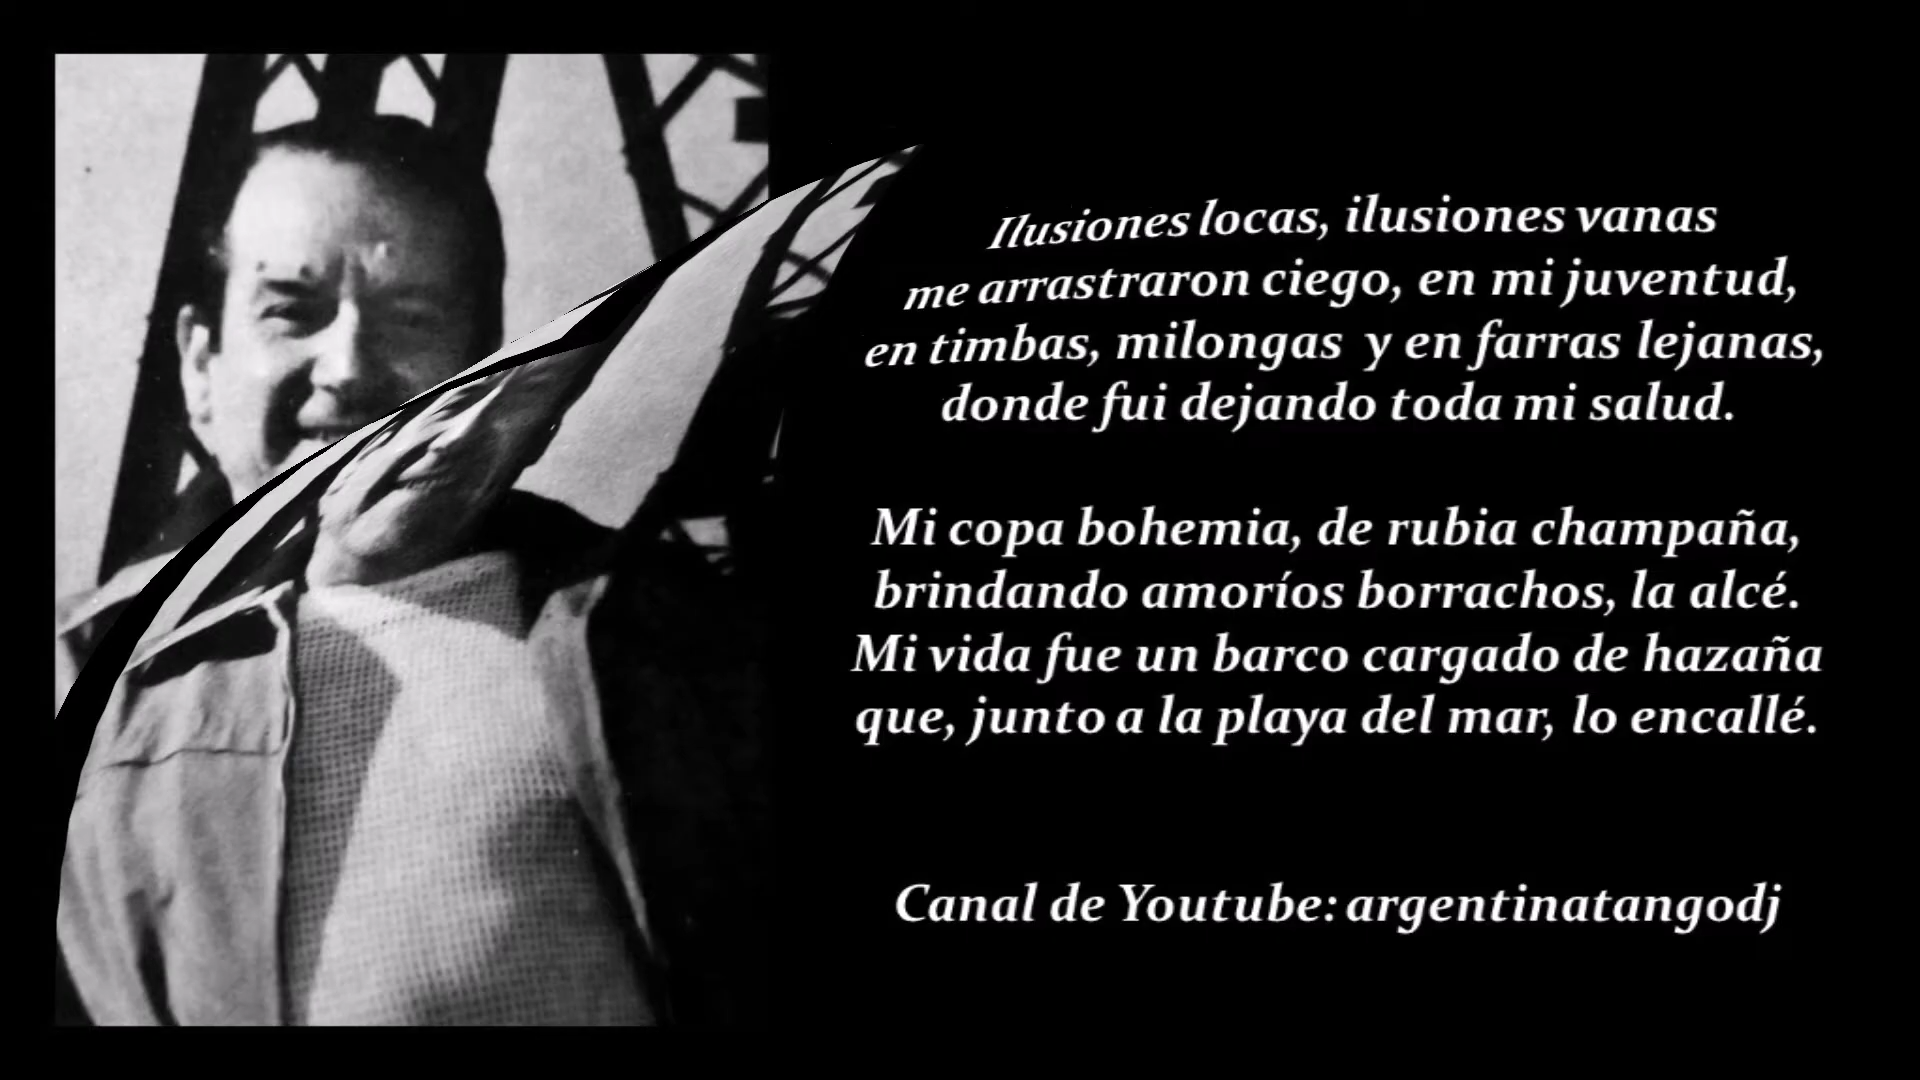 Ilusiones locas, ilusiones vanas
me arrastraron ciego, en mi juventud,
en timbas, milongas y en farras lejanas,
donde fui dejando toda mi salud.
Mi copa bohemia, de rubia champaña,
brindando amoríos borrachos, la alcé.
Mi vida fue un barco cargado de hazaña
que, junto a la playa del mar, lo encallé.
Canal de Youtube: argentinatangodj